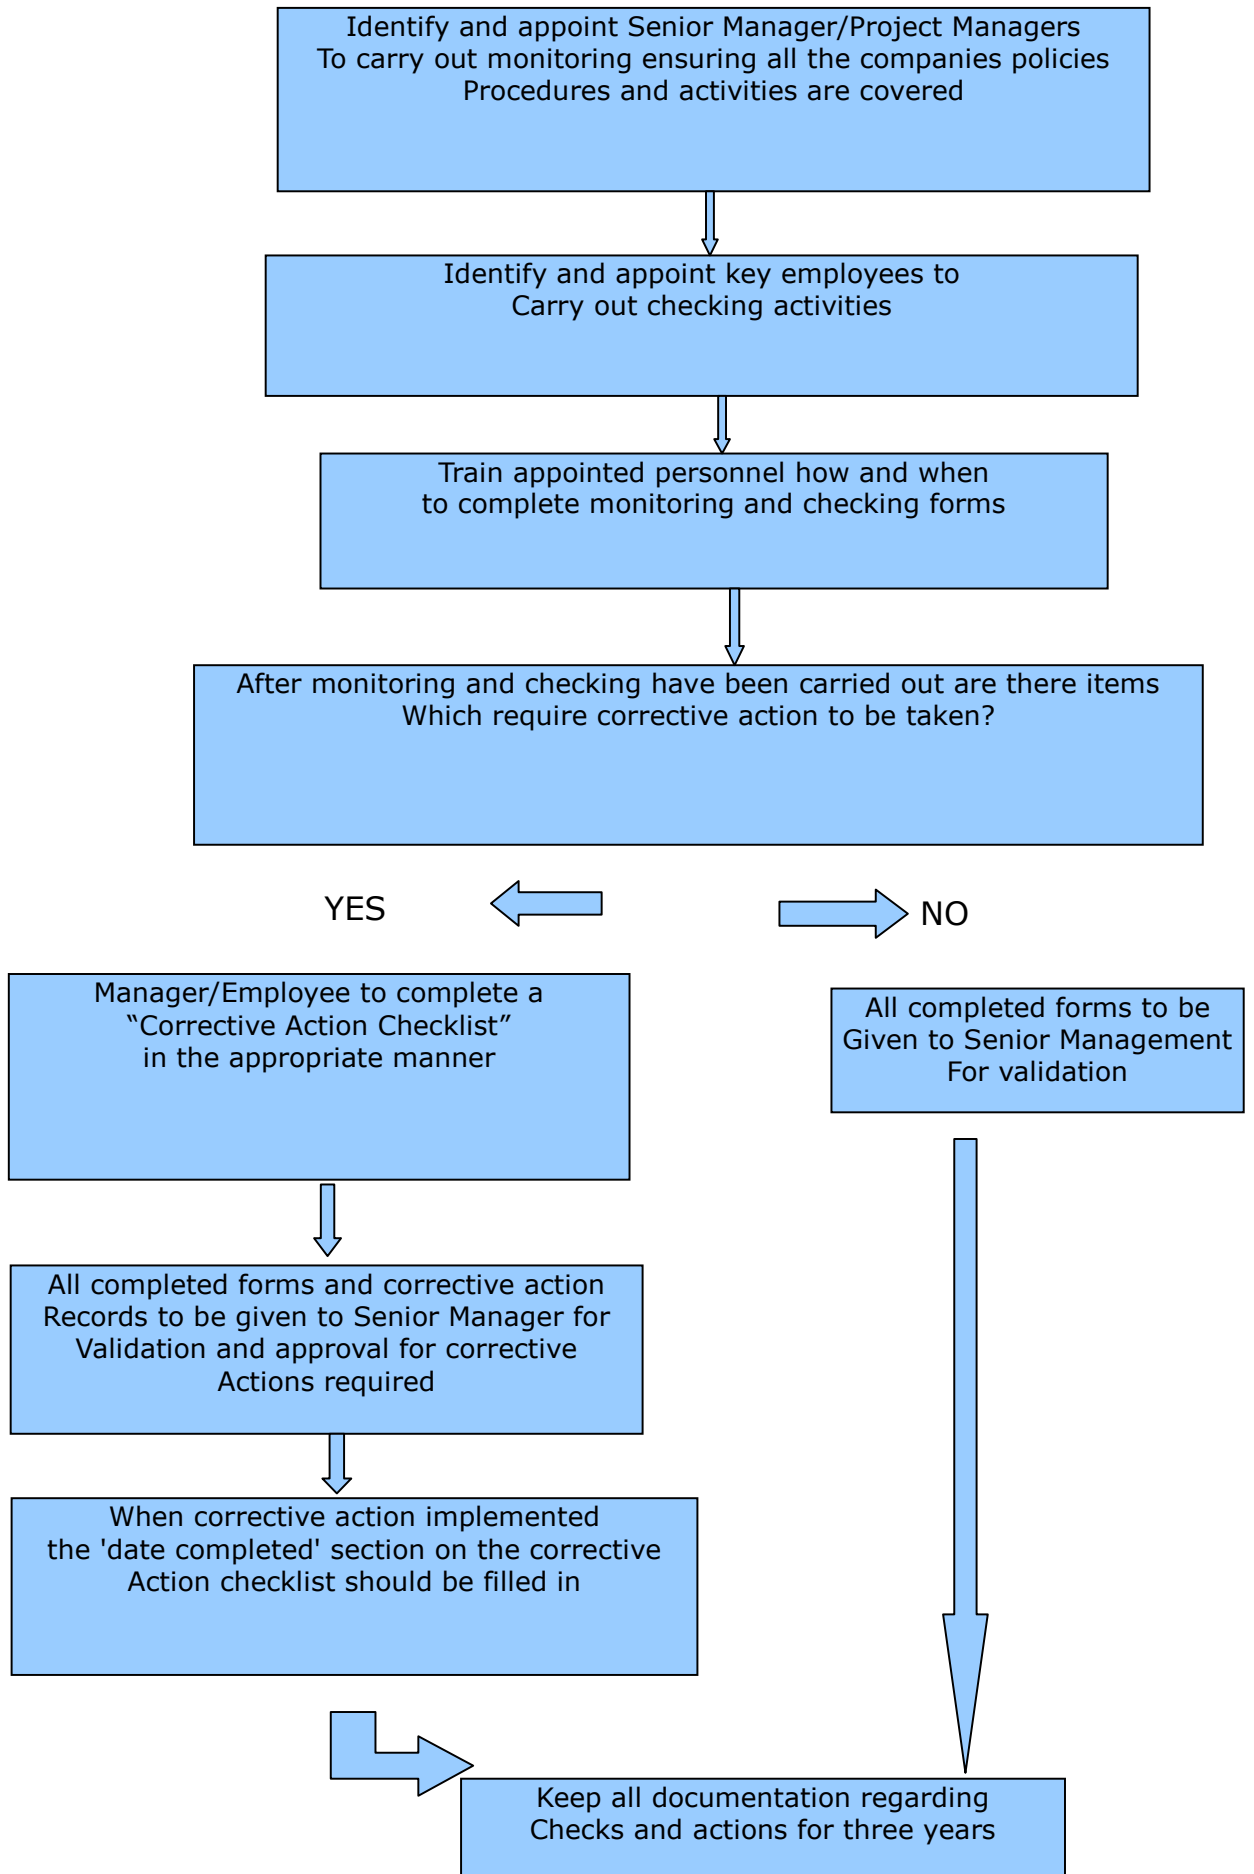 Identify and appoint Senior Manager/Project Managers
To carry out monitoring ensuring all the companies policies
Procedures and activities are covered
Identify and appoint key employees to
Carry out checking activities
Train appointed personnel how and when
to complete monitoring and checking forms
After monitoring and checking have been carried out are there items
Which require corrective action to be taken?
YES
NO
Manager/Employee to complete a
“Corrective Action Checklist”
in the appropriate manner
All completed forms to be
Given to Senior Management
For validation
All completed forms and corrective action
Records to be given to Senior Manager for
Validation and approval for corrective
Actions required
When corrective action implemented
the 'date completed' section on the corrective
Action checklist should be filled in
Keep all documentation regarding
Checks and actions for three years